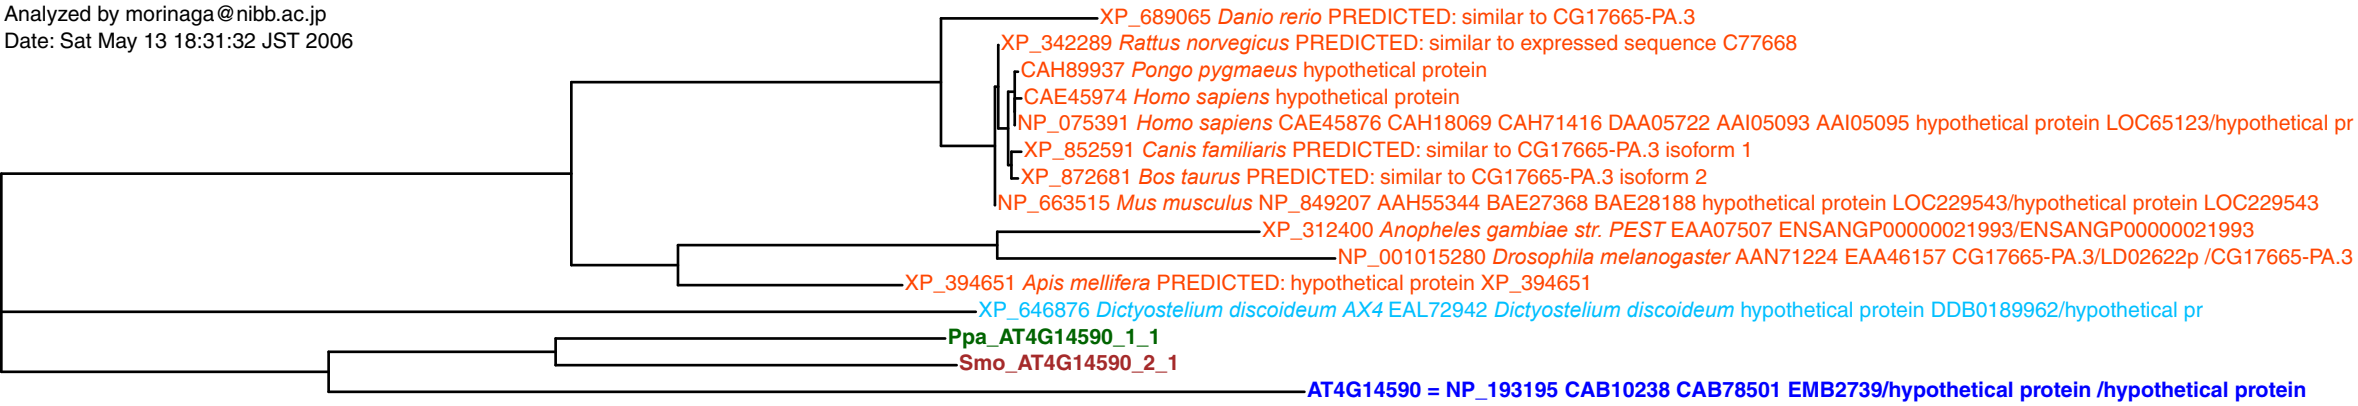 Analyzed by morinaga@nibb.ac.jp
Date: Sat May 13 18:31:32 JST 2006
XP_689065 Danio rerio PREDICTED: similar to CG17665-PA.3
XP_342289 Rattus norvegicus PREDICTED: similar to expressed sequence C77668
CAH89937 Pongo pygmaeus hypothetical protein
CAE45974 Homo sapiens hypothetical protein
NP_075391 Homo sapiens CAE45876 CAH18069 CAH71416 DAA05722 AAI05093 AAI05095 hypothetical protein LOC65123/hypothetical pr
XP_852591 Canis familiaris PREDICTED: similar to CG17665-PA.3 isoform 1
XP_872681 Bos taurus PREDICTED: similar to CG17665-PA.3 isoform 2
NP_663515 Mus musculus NP_849207 AAH55344 BAE27368 BAE28188 hypothetical protein LOC229543/hypothetical protein LOC229543
XP_312400 Anopheles gambiae str. PEST EAA07507 ENSANGP00000021993/ENSANGP00000021993
NP_001015280 Drosophila melanogaster AAN71224 EAA46157 CG17665-PA.3/LD02622p /CG17665-PA.3
XP_394651 Apis mellifera PREDICTED: hypothetical protein XP_394651
XP_646876 Dictyostelium discoideum AX4 EAL72942 Dictyostelium discoideum hypothetical protein DDB0189962/hypothetical pr
Ppa_AT4G14590_1_1
Smo_AT4G14590_2_1
AT4G14590 = NP_193195 CAB10238 CAB78501 EMB2739/hypothetical protein /hypothetical protein